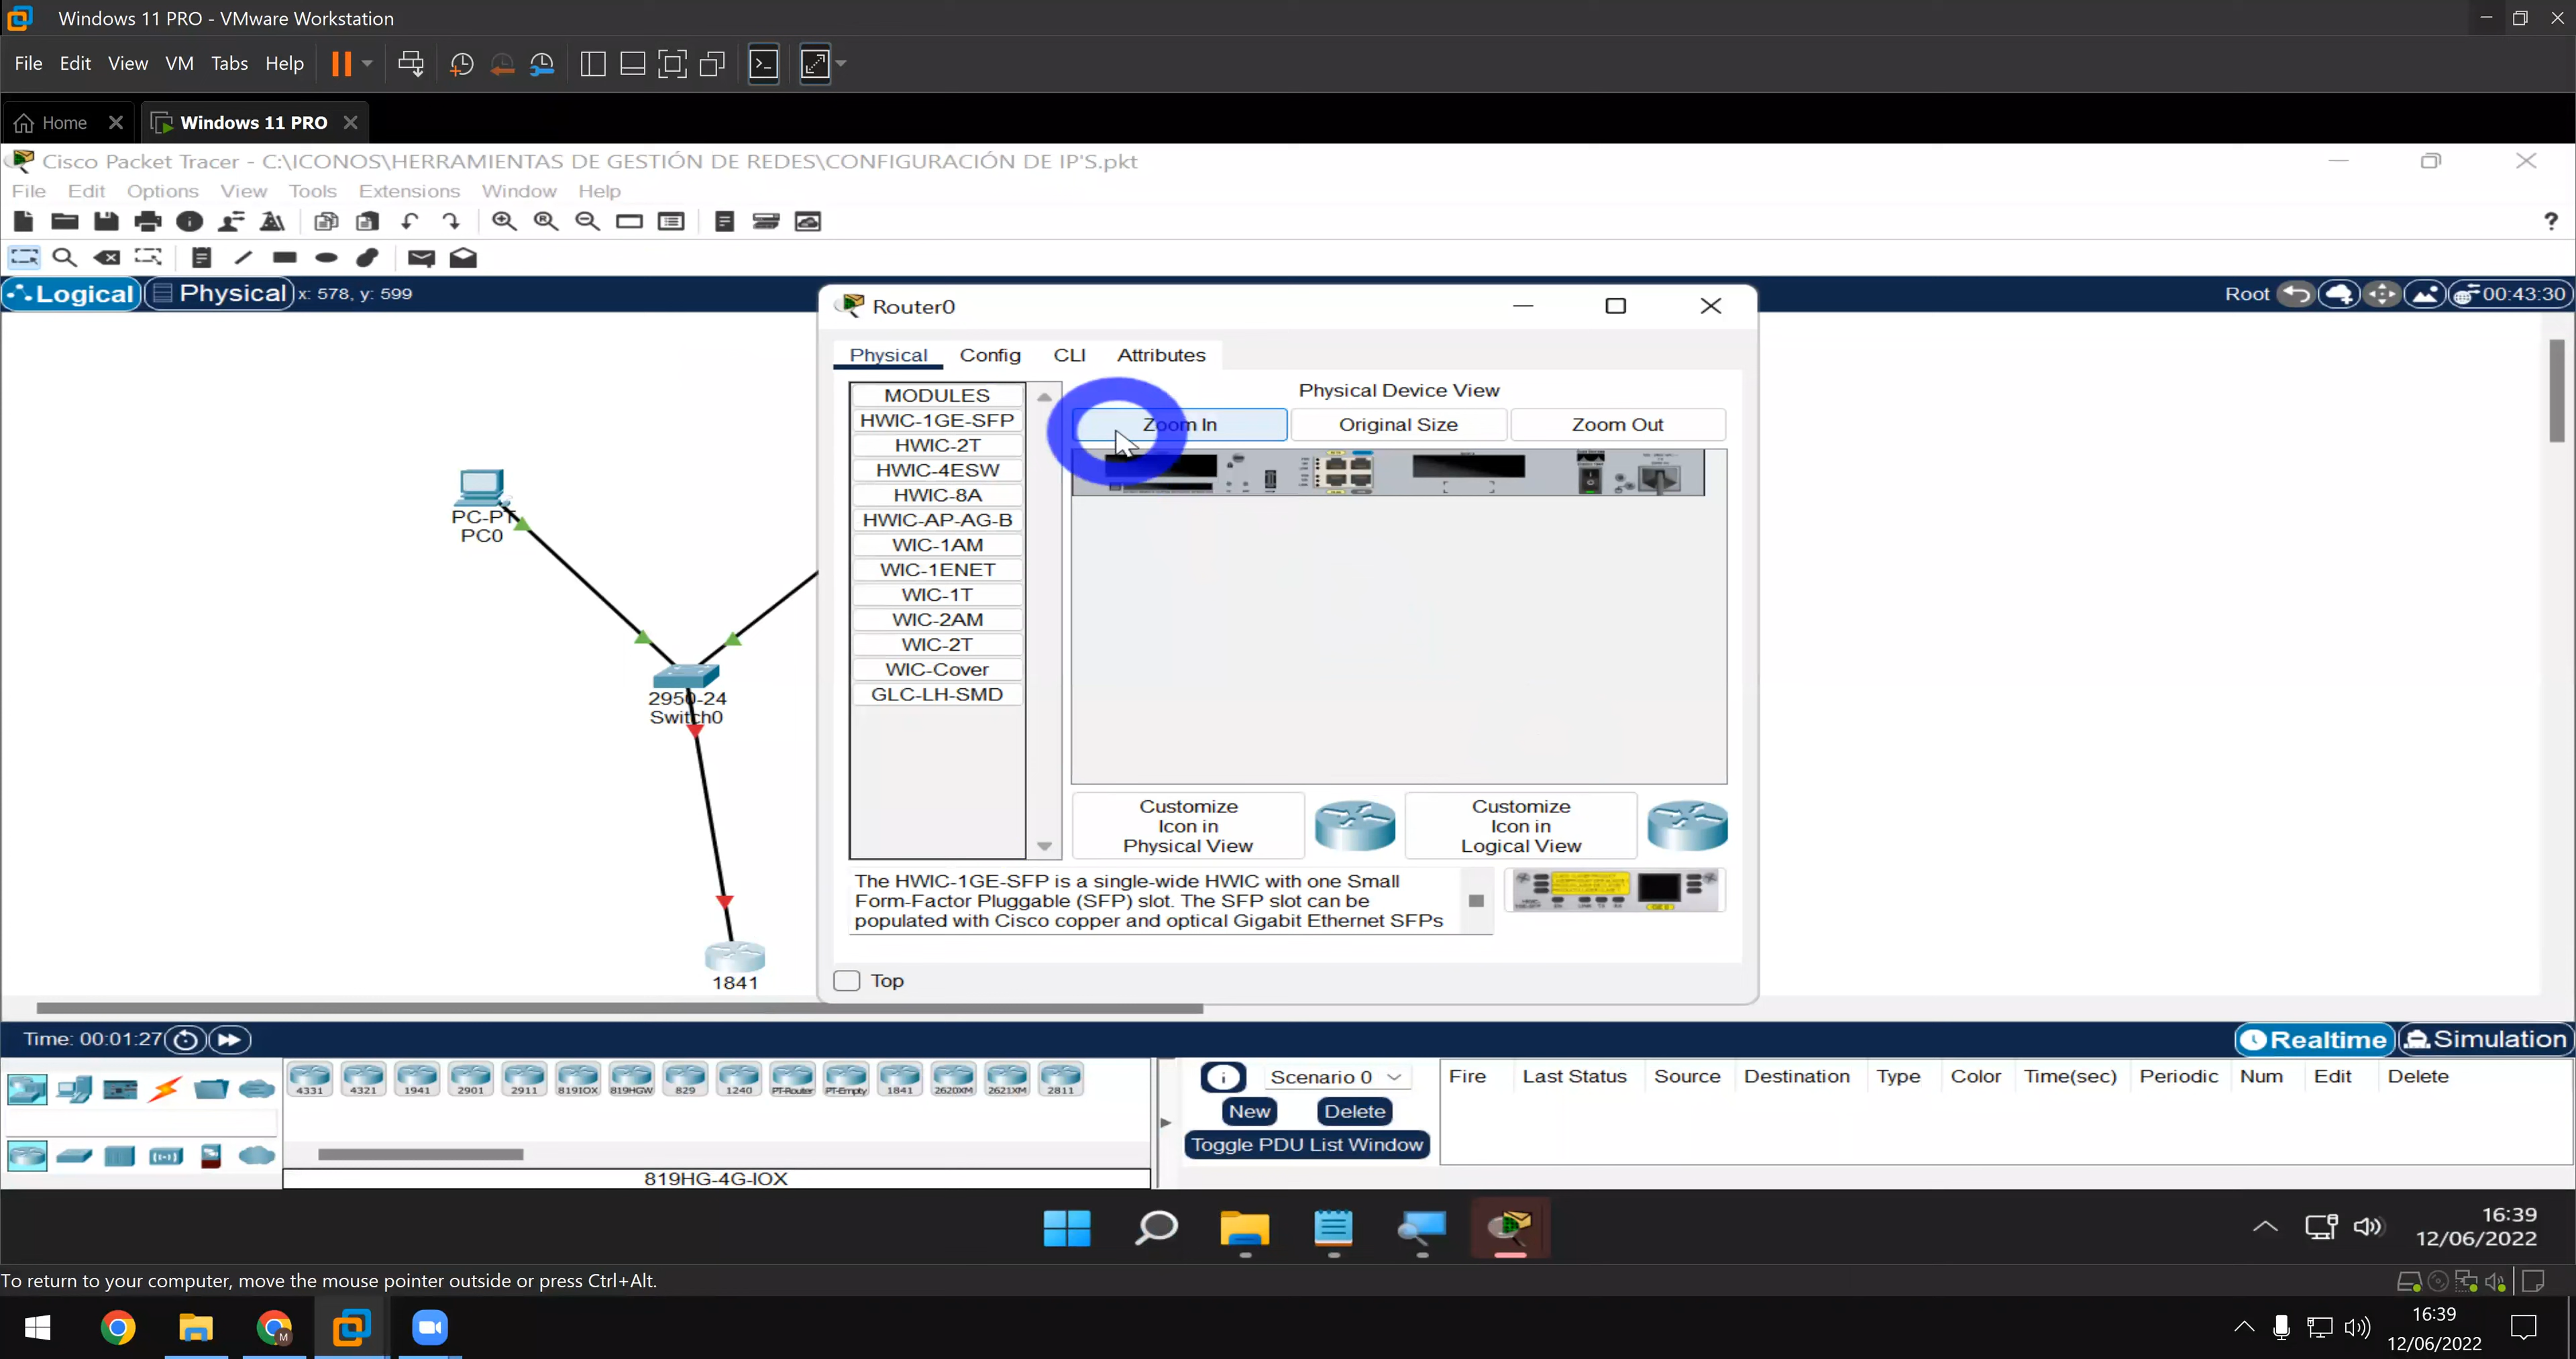 Windows 11 PRO - VMware Workstation
File Edit View VM Tabs Help
Home
Windows 11 PRO
Cisco Packet Tracer - C:\ICONOS\HERRAMIENTAS DE GESTIÓN DE REDES\CONFIGURACIÓN DE IP'S.pkt
File Edit Options View Tools Extensions Window Help
?
Logical Physical x: 578, y: 599
Root 00:43:30
Router0
Physical Config CLI Attributes
MODULES
HWIC-1GE-SFP
HWIC-2T
HWIC-4ESW
HWIC-8A
HWIC-AP-AG-B
WIC-1AM
WIC-1ENET
WIC-1T
WIC-2AM
WIC-2T
WIC-Cover
GLC-LH-SMD
Physical Device View
Zoom In Original Size Zoom Out
Customize
Icon in
Physical View
Customize
Icon in
Logical View
The HWIC-1GE-SFP is a single-wide HWIC with one Small
Form-Factor Pluggable (SFP) slot. The SFP slot can be
populated with Cisco copper and optical Gigabit Ethernet SFPs
Top
PC-PT
PC0
2950-24
Switch0
1841
Time: 00:01:27
Realtime Simulation
4331 4321 1941 2901 2911 819IOX 819HGW 829 1240 PT-Router PT-Empty 1841 2620XM 2621XM 2811
819HG-4G-IOX
Scenario 0
New Delete
Toggle PDU List Window
Fire Last Status Source Destination Type Color Time(sec) Periodic Num Edit Delete
16:39
12/06/2022
To return to your computer, move the mouse pointer outside or press Ctrl+Alt.
M
16:39
12/06/2022